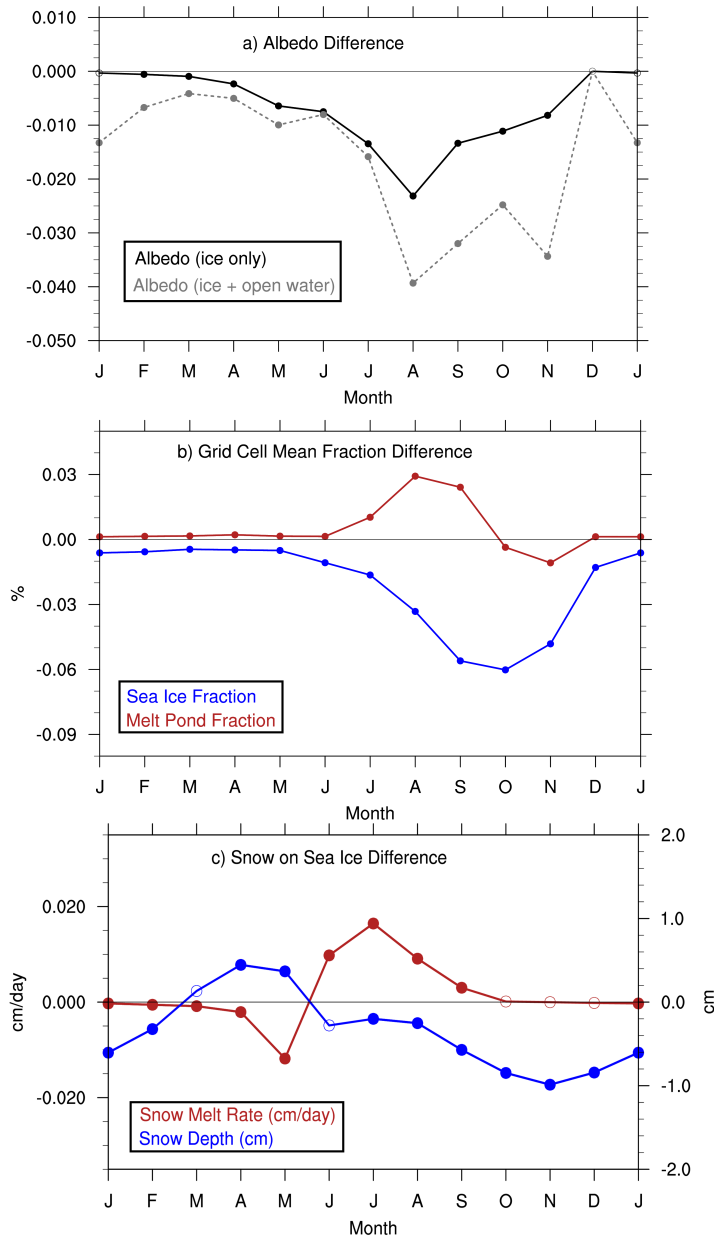 a) Albedo Difference
0.010
0.000
-0.010
-0.020
-0.030
-0.040
-0.050
Albedo (ice only)
Albedo (ice + open water)
J F M A M J J A S O N D J
Month
b) Grid Cell Mean Fraction Difference
0.03
0.00
-0.03
-0.06
-0.09
%
Sea Ice Fraction
Melt Pond Fraction
J F M A M J J A S O N D J
Month
c) Snow on Sea Ice Difference
0.020
0.000
-0.020
cm/day
2.0
1.0
0.0
-1.0
-2.0
cm
Snow Melt Rate (cm/day)
Snow Depth (cm)
J F M A M J J A S O N D J
Month